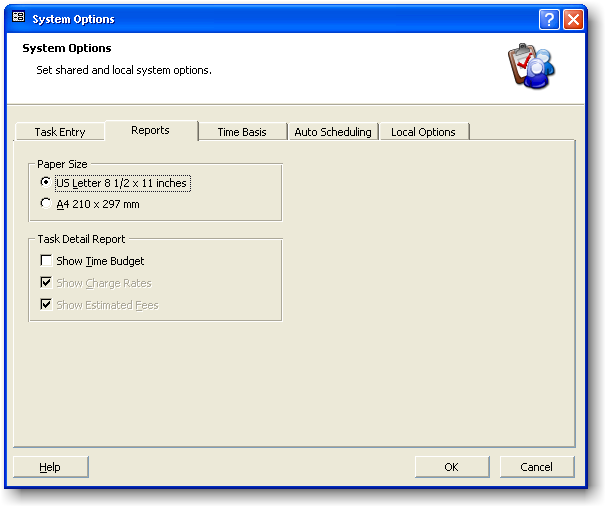 System Options
System Options
Set shared and local system options.
Task Entry Reports Time Basis Auto Scheduling Local Options
Paper Size
US Letter 8 1/2 x 11 inches
A4 210 x 297 mm
Task Detail Report
Show Time Budget
Show Charge Rates
Show Estimated Fees
Help OK Cancel